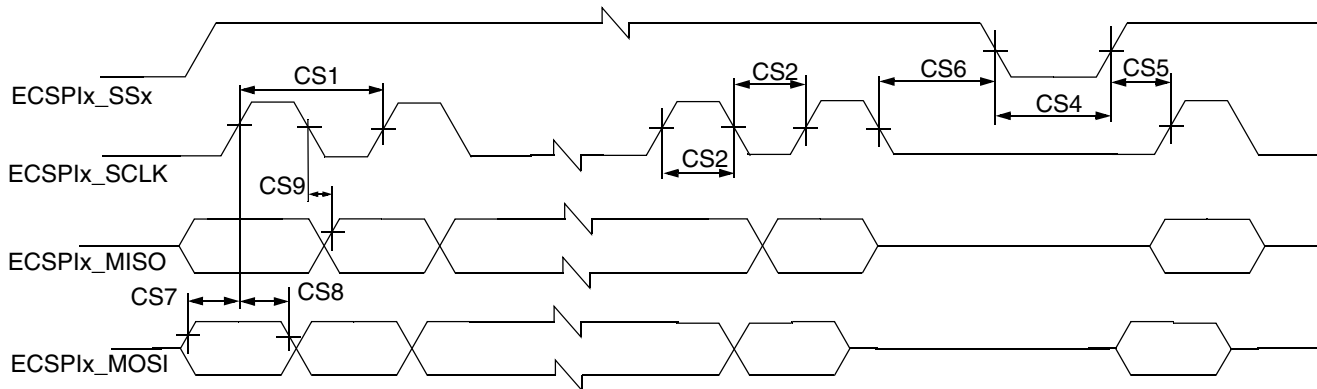 ECSPIx_SSx
CS1
CS2
CS6
CS5
CS4
ECSPIx_SCLK
CS2
CS9
ECSPIx_MISO
CS7
CS8
ECSPIx_MOSI